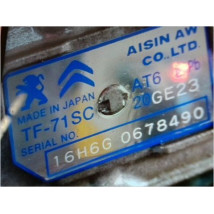 AISIN AW
CO., LTD.
MADE IN JAPAN
TF-71SC AT6
20GE23
SERIAL NO.
16H6G 0678490